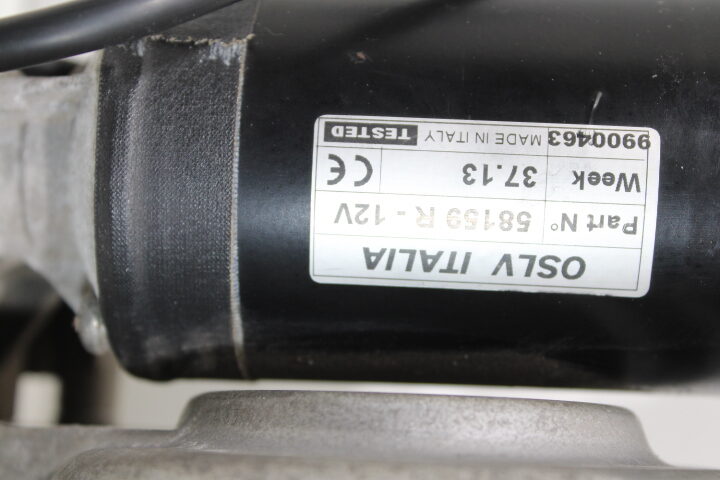 OSLV ITALIA
Part N° 58159 R - 12V
Week 37.13 CE
9900463 MADE IN ITALY TESTED